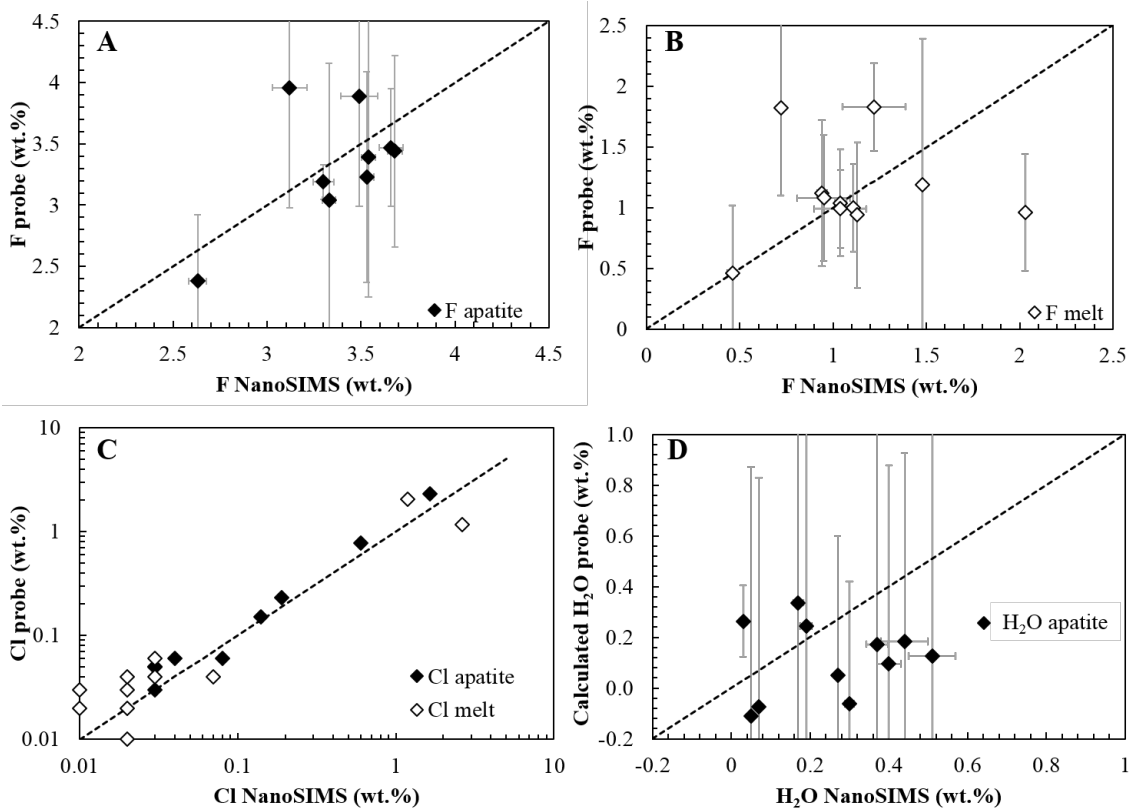 A
4.5
4
3.5
3
2.5
2
F probe (wt.%)
2 2.5 3 3.5 4 4.5
F NanoSIMS (wt.%)
F apatite
B
2.5
2
1.5
1
0.5
0
F probe (wt.%)
0 0.5 1 1.5 2 2.5
F NanoSIMS (wt.%)
F melt
C
10
1
0.1
0.01
Cl probe (wt.%)
0.01 0.1 1 10
Cl NanoSIMS (wt.%)
Cl apatite
Cl melt
D
1.0
0.8
0.6
0.4
0.2
0.0
-0.2
Calculated H₂O probe (wt.%)
-0.2 0 0.2 0.4 0.6 0.8 1
H₂O NanoSIMS (wt.%)
H₂O apatite